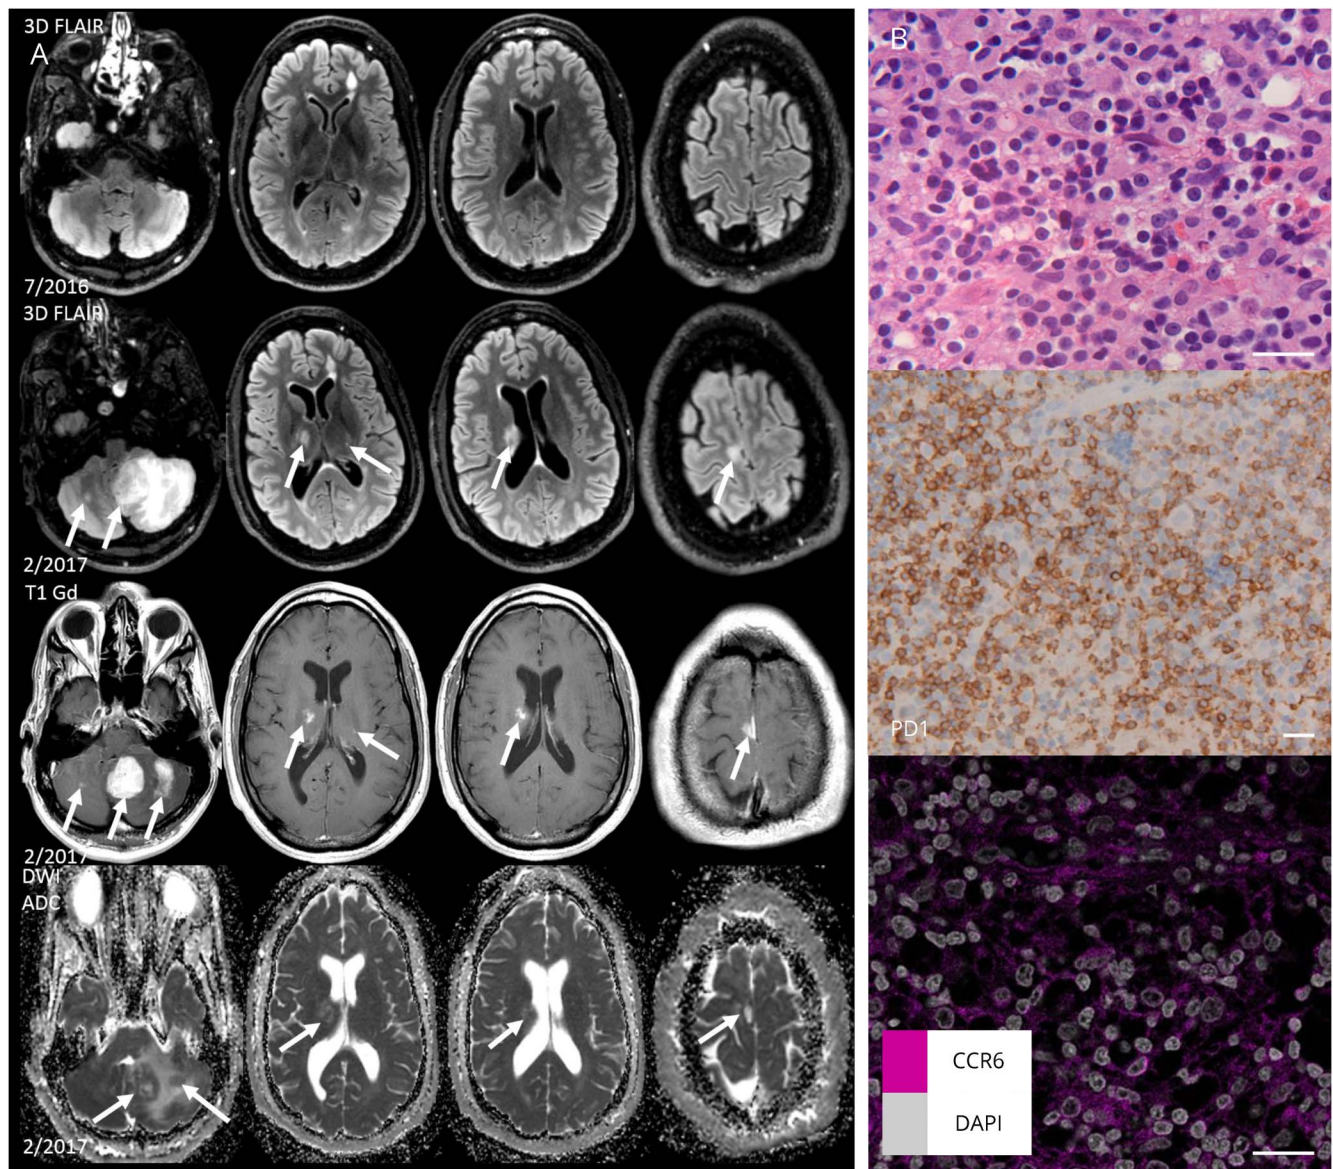 3D FLAIR
A
7/2016
3D FLAIR
2/2017
T1 Gd
2/2017
DWI
ADC
2/2017
B
PD1
CCR6
DAPI